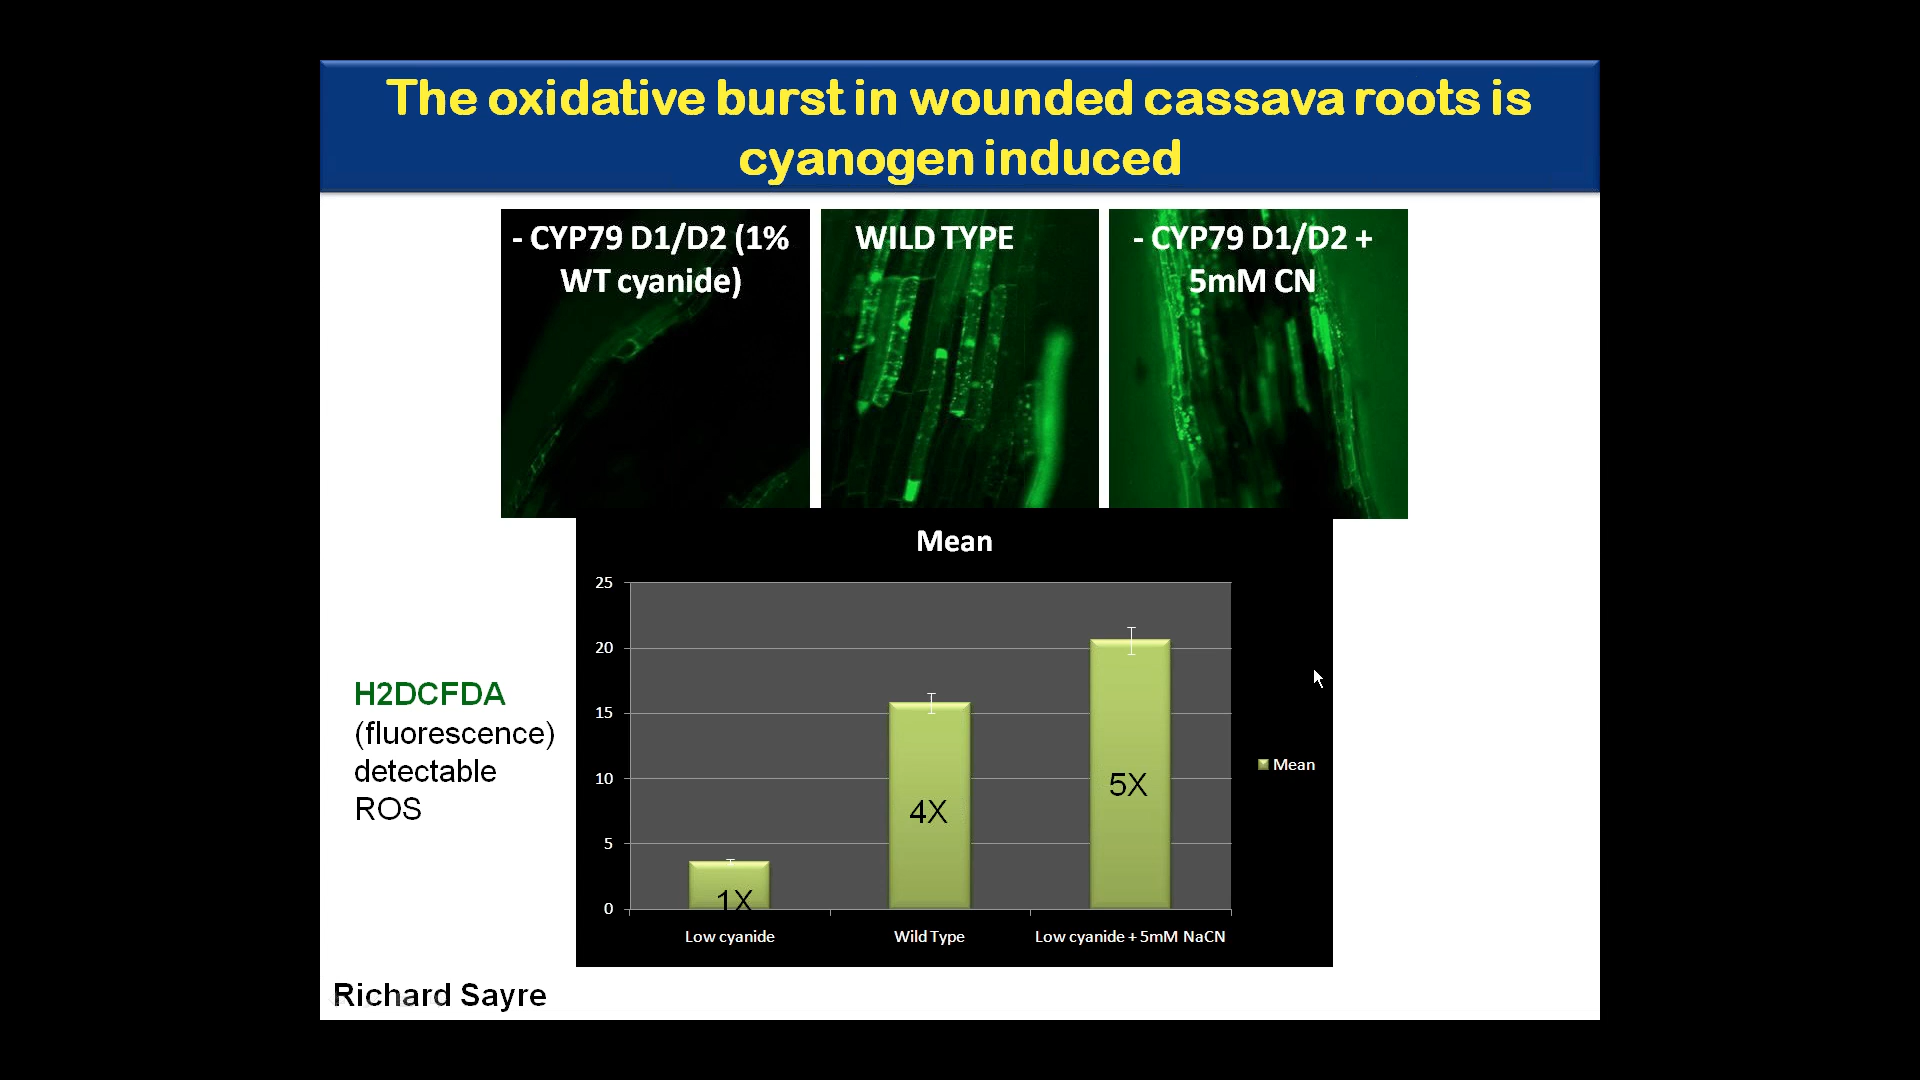 The oxidative burst in wounded cassava roots is
cyanogen induced
- CYP79 D1/D2 (1%
WT cyanide)
WILD TYPE
- CYP79 D1/D2 +
5mM CN
Mean
25
20
15
10
5
0
1X
4X
5X
Low cyanide
Wild Type
Low cyanide + 5mM NaCN
Mean
H2DCFDA
(fluorescence)
detectable
ROS
Richard Sayre